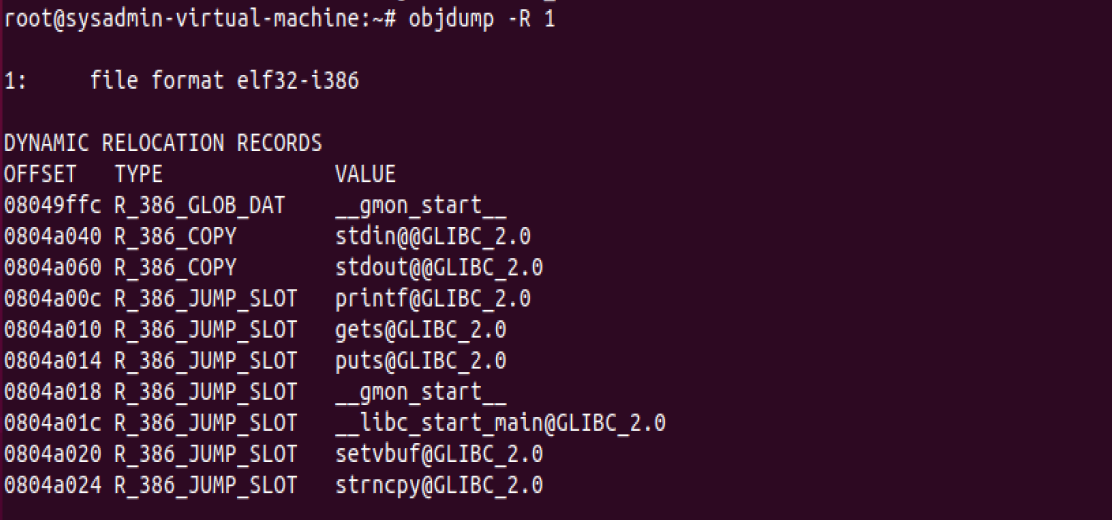 root@sysadmin-virtual-machine:~# objdump -R 1
1:     file format elf32-i386
DYNAMIC RELOCATION RECORDS
OFFSET   TYPE              VALUE
08049ffc R_386_GLOB_DAT    __gmon_start__
0804a040 R_386_COPY        stdin@@GLIBC_2.0
0804a060 R_386_COPY        stdout@@GLIBC_2.0
0804a00c R_386_JUMP_SLOT   printf@GLIBC_2.0
0804a010 R_386_JUMP_SLOT   gets@GLIBC_2.0
0804a014 R_386_JUMP_SLOT   puts@GLIBC_2.0
0804a018 R_386_JUMP_SLOT   __gmon_start__
0804a01c R_386_JUMP_SLOT   __libc_start_main@GLIBC_2.0
0804a020 R_386_JUMP_SLOT   setvbuf@GLIBC_2.0
0804a024 R_386_JUMP_SLOT   strncpy@GLIBC_2.0